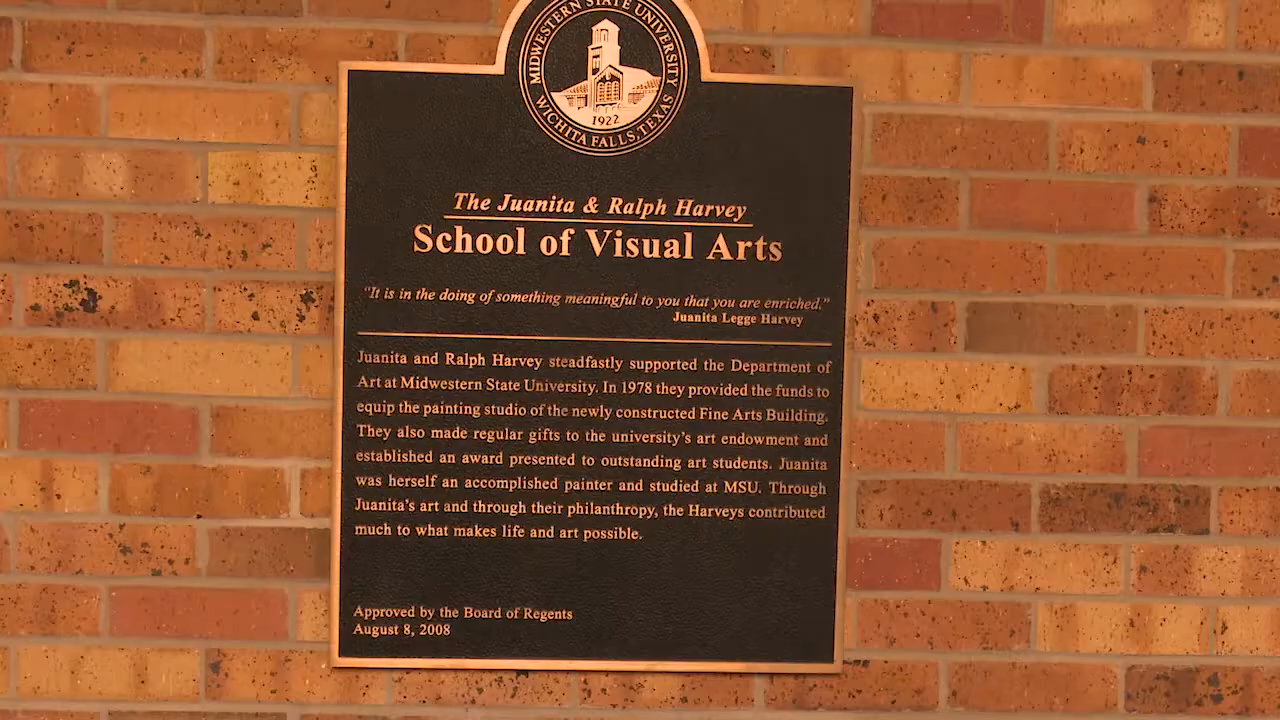 MIDWESTERN STATE UNIVERSITY
1922
WICHITA FALLS, TEXAS
The Juanita & Ralph Harvey
School of Visual Arts
"It is in the doing of something meaningful to you that you are enriched."
Juanita Legge Harvey
Juanita and Ralph Harvey steadfastly supported the Department of
Art at Midwestern State University. In 1978 they provided the funds to
equip the painting studio of the newly constructed Fine Arts Building.
They also made regular gifts to the university's art endowment and
established an award presented to outstanding art students. Juanita
was herself an accomplished painter and studied at MSU. Through
Juanita's art and through their philanthropy, the Harveys contributed
much to what makes life and art possible.
Approved by the Board of Regents
August 8, 2008